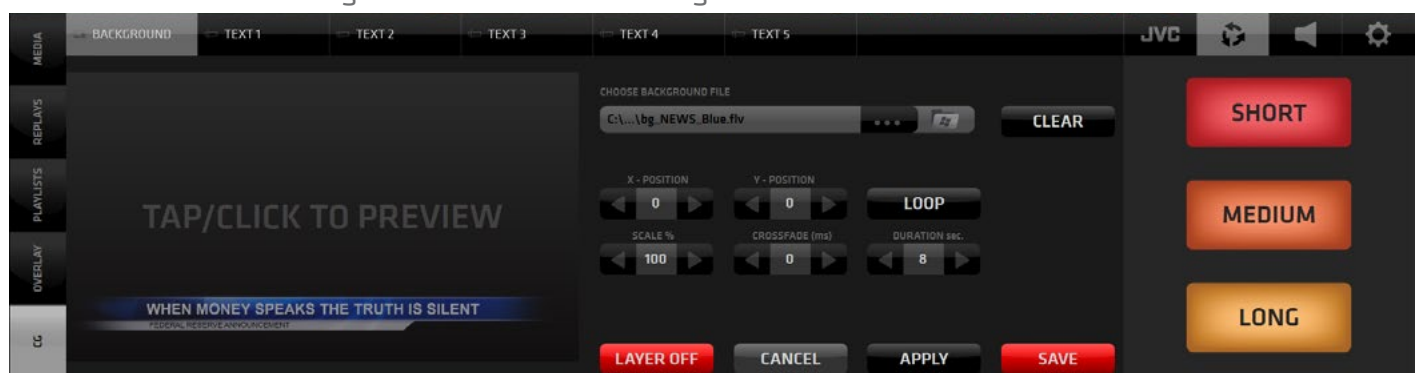 BACKGROUND TEXT 1 TEXT 2 TEXT 3 TEXT 4 TEXT 5 JVC
MEDIA
REPLAYS
PLAYLISTS
OVERLAY
CG
CHOOSE BACKGROUND FILE
C:\...\bg_NEWS_Blue.flv ... CLEAR
X - POSITION Y - POSITION
0 0 LOOP
SCALE % CROSSFADE (ms) DURATION sec.
100 0 8
TAP/CLICK TO PREVIEW
WHEN MONEY SPEAKS THE TRUTH IS SILENT
FEDERAL RESERVE ANNOUNCEMENT
LAYER OFF CANCEL APPLY SAVE
SHORT
MEDIUM
LONG